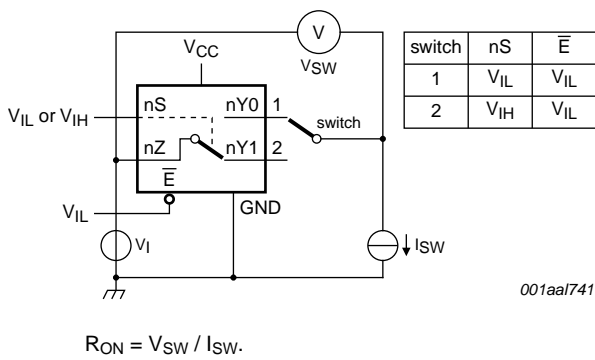 V
VSW
VCC
VIL or VIH
nS
nY0
1
switch
nZ
nY1
2
E̅
VIL
GND
VI
ISW
switch nS E̅
1 VIL VIL
2 VIH VIL
001aal741
RON = VSW / ISW.